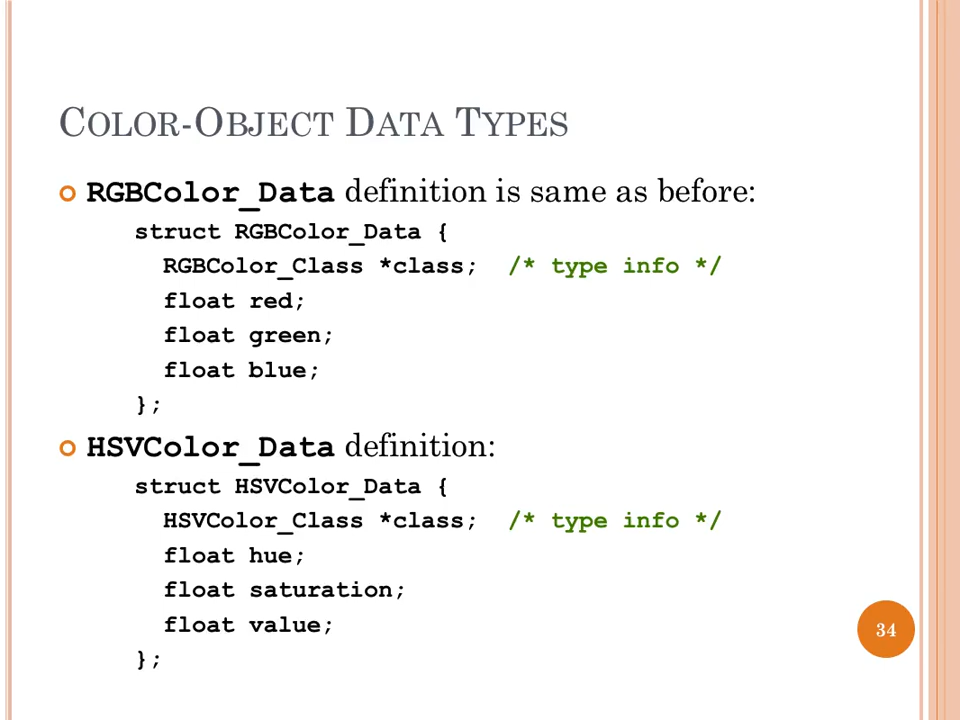 COLOR-OBJECT DATA TYPES
RGBColor_Data definition is same as before:
struct RGBColor_Data {
RGBColor_Class *class; /* type info */
float red;
float green;
float blue;
};
HSVColor_Data definition:
struct HSVColor_Data {
HSVColor_Class *class; /* type info */
float hue;
float saturation;
float value;
};
34